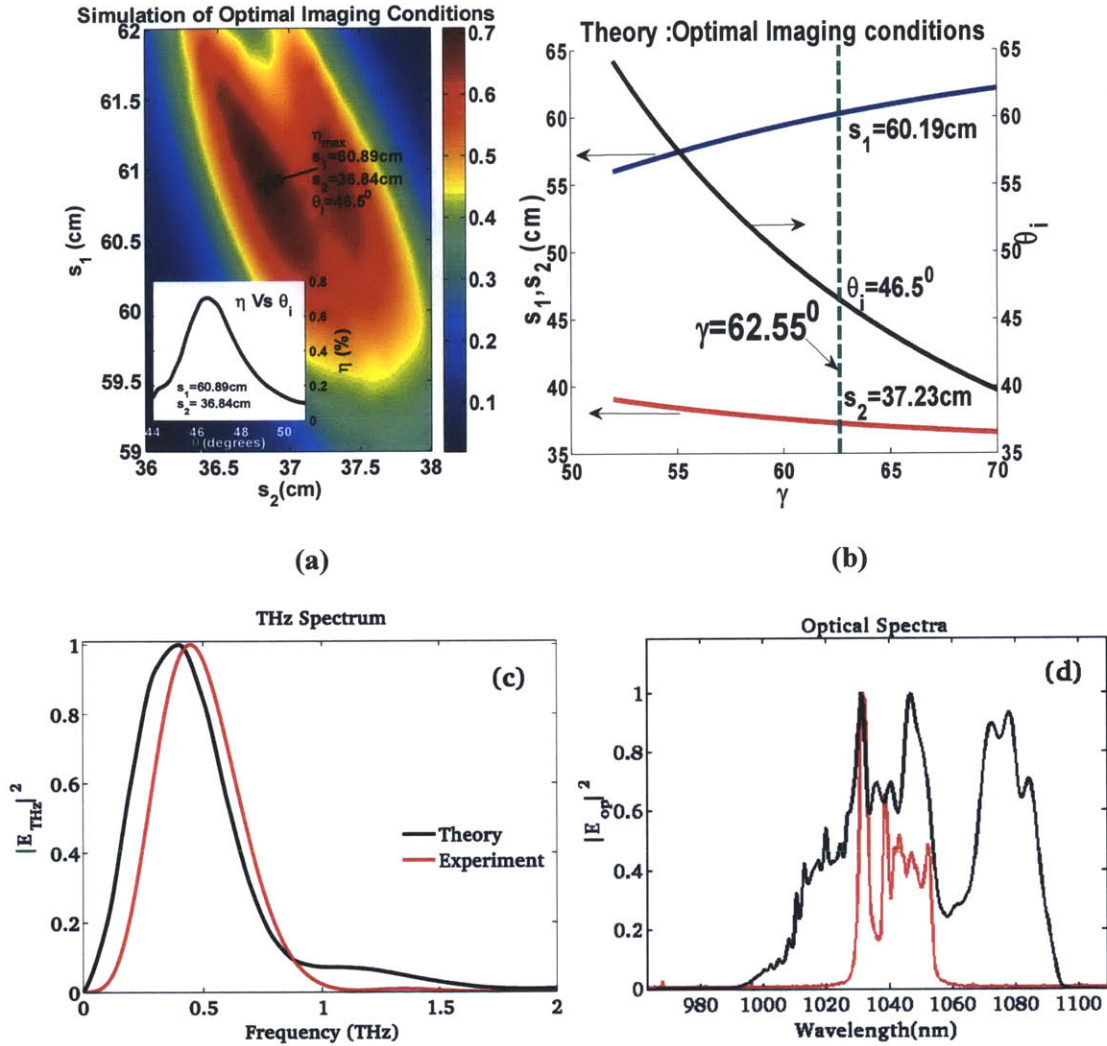 Simulation of Optimal Imaging Conditions
62
61.5
61
60.5
60
59.5
59
s1 (cm)
36
36.5
37
37.5
38
s2(cm)
0.7
0.6
0.5
0.4
0.3
0.2
0.1
ηmax
s1=60.89cm
s2=36.84cm
θi=46.5⁰
η Vs θi
s1=60.89cm
s2= 36.84cm
0.8
0.6
0.4
0.2
0
η (%)
44
46
48
50
θ (degrees)
Theory :Optimal Imaging conditions
65
60
55
50
45
40
35
s1,s2 (cm)
65
60
55
50
45
40
35
θi
s1=60.19cm
θi=46.5⁰
γ=62.55⁰
s2=37.23cm
50
55
60
65
70
γ
(a)
(b)
THz Spectrum
1
0.8
0.6
0.4
0.2
0
|E THz|²
(c)
Theory
Experiment
0
0.5
1
1.5
2
Frequency (THz)
Optical Spectra
1
0.8
0.6
0.4
0.2
0
|E op|²
(d)
980
1000
1020
1040
1060
1080
1100
Wavelength(nm)